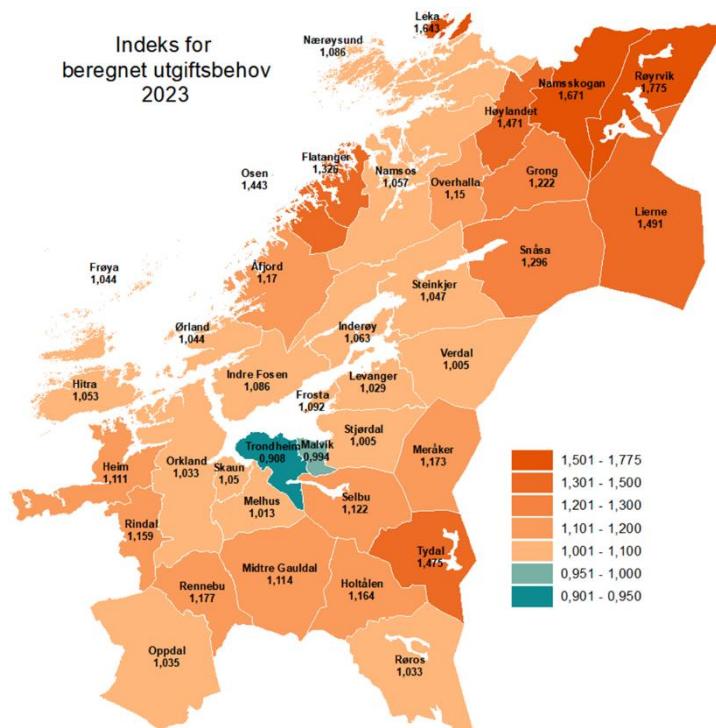 Indeks for
beregnet utgiftsbehov
2023
Leka
1,643
Nærøysund
1,086
Namsskogan
1,671
Røyrvik
1,775
Høylandet
1,471
Flatanger
1,326
Osen
1,443
Namsos
1,057
Overhalla
1,15
Grong
1,222
Lierne
1,491
Snåsa
1,296
Frøya
1,044
Åfjord
1,17
Steinkjer
1,047
Ørland
1,044
Inderøy
1,063
Verdal
1,005
Hitra
1,053
Indre Fosen
1,086
Levanger
1,029
Frosta
1,092
Stjørdal
1,005
Meråker
1,173
Trondheim
0,908
Malvik
0,994
Heim
1,111
Orkland
1,033
Skaun
1,05
Melhus
1,013
Selbu
1,122
Rindal
1,159
Tydal
1,475
Midtre Gauldal
1,114
Rennebu
1,177
Holtålen
1,164
Oppdal
1,035
Røros
1,033
1,501 - 1,775
1,301 - 1,500
1,201 - 1,300
1,101 - 1,200
1,001 - 1,100
0,951 - 1,000
0,901 - 0,950